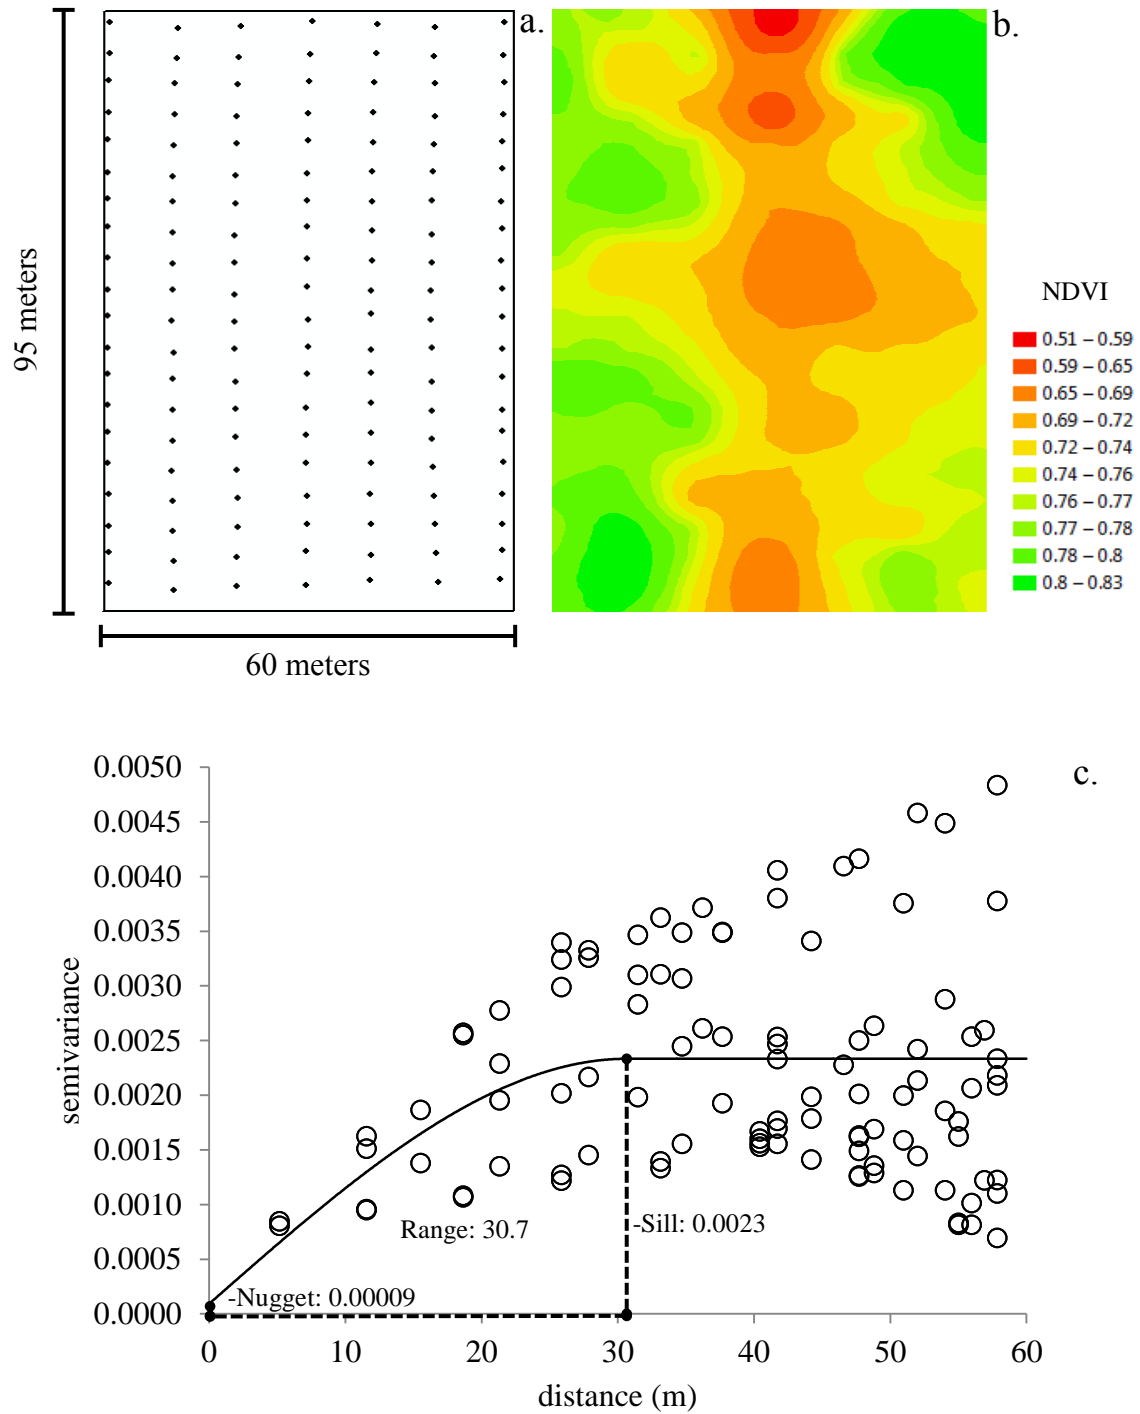 a.
b.
95 meters
60 meters
NDVI
0.51 – 0.59
0.59 – 0.65
0.65 – 0.69
0.69 – 0.72
0.72 – 0.74
0.74 – 0.76
0.76 – 0.77
0.77 – 0.78
0.78 – 0.8
0.8 – 0.83
c.
semivariance
0.0050
0.0045
0.0040
0.0035
0.0030
0.0025
0.0020
0.0015
0.0010
0.0005
0.0000
Range: 30.7
-Sill: 0.0023
-Nugget: 0.00009
0 10 20 30 40 50 60
distance (m)